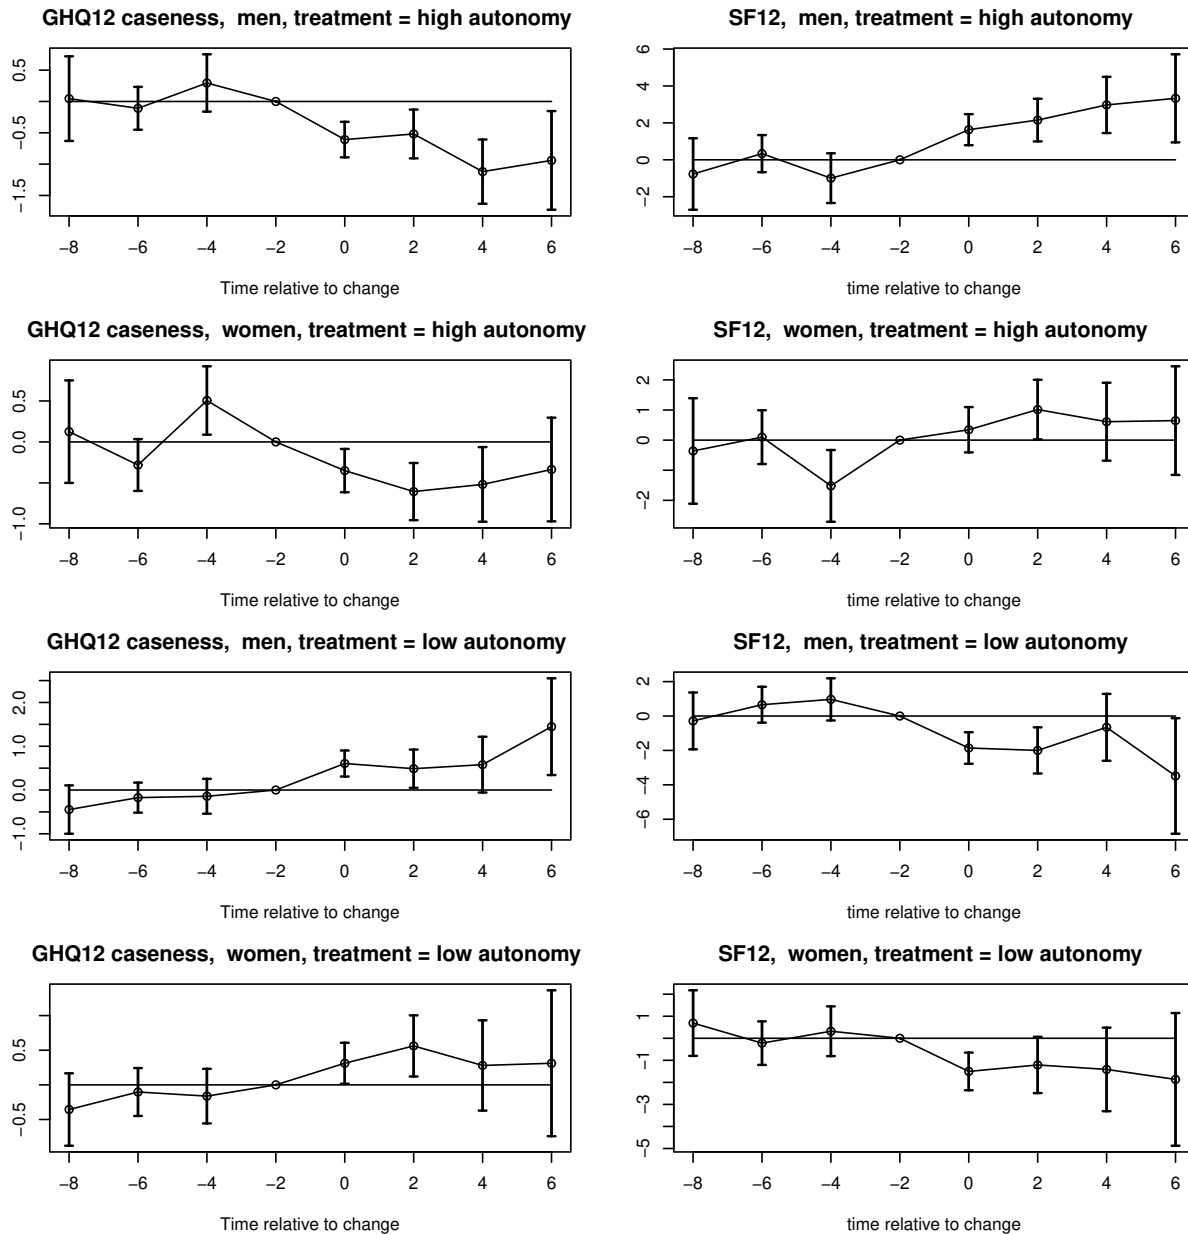 GHQ12 caseness,  men, treatment = high autonomy
0.5
−0.5
−1.5
−8 −6 −4 −2 0 2 4 6
Time relative to change
SF12,  men, treatment = high autonomy
6
4
2
0
−2
−8 −6 −4 −2 0 2 4 6
time relative to change
GHQ12 caseness,  women, treatment = high autonomy
0.5
0.0
−1.0
−8 −6 −4 −2 0 2 4 6
Time relative to change
SF12,  women, treatment = high autonomy
2
1
0
−2
−8 −6 −4 −2 0 2 4 6
time relative to change
GHQ12 caseness,  men, treatment = low autonomy
2.0
1.0
0.0
−1.0
−8 −6 −4 −2 0 2 4 6
Time relative to change
SF12,  men, treatment = low autonomy
2
0
−2
−4
−6
−8 −6 −4 −2 0 2 4 6
time relative to change
GHQ12 caseness,  women, treatment = low autonomy
0.5
−0.5
−8 −6 −4 −2 0 2 4 6
Time relative to change
SF12,  women, treatment = low autonomy
1
−1
−3
−5
−8 −6 −4 −2 0 2 4 6
time relative to change